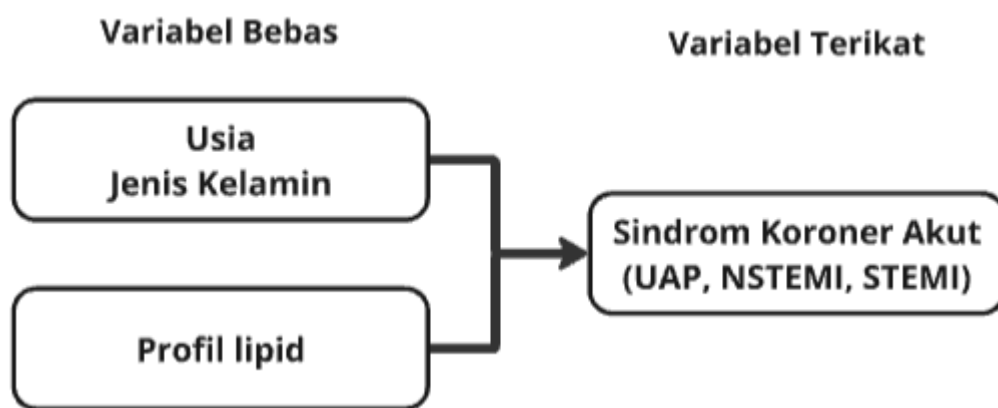 Variabel Bebas
Variabel Terikat
Usia
Jenis Kelamin
Sindrom Koroner Akut
(UAP, NSTEMI, STEMI)
Profil lipid